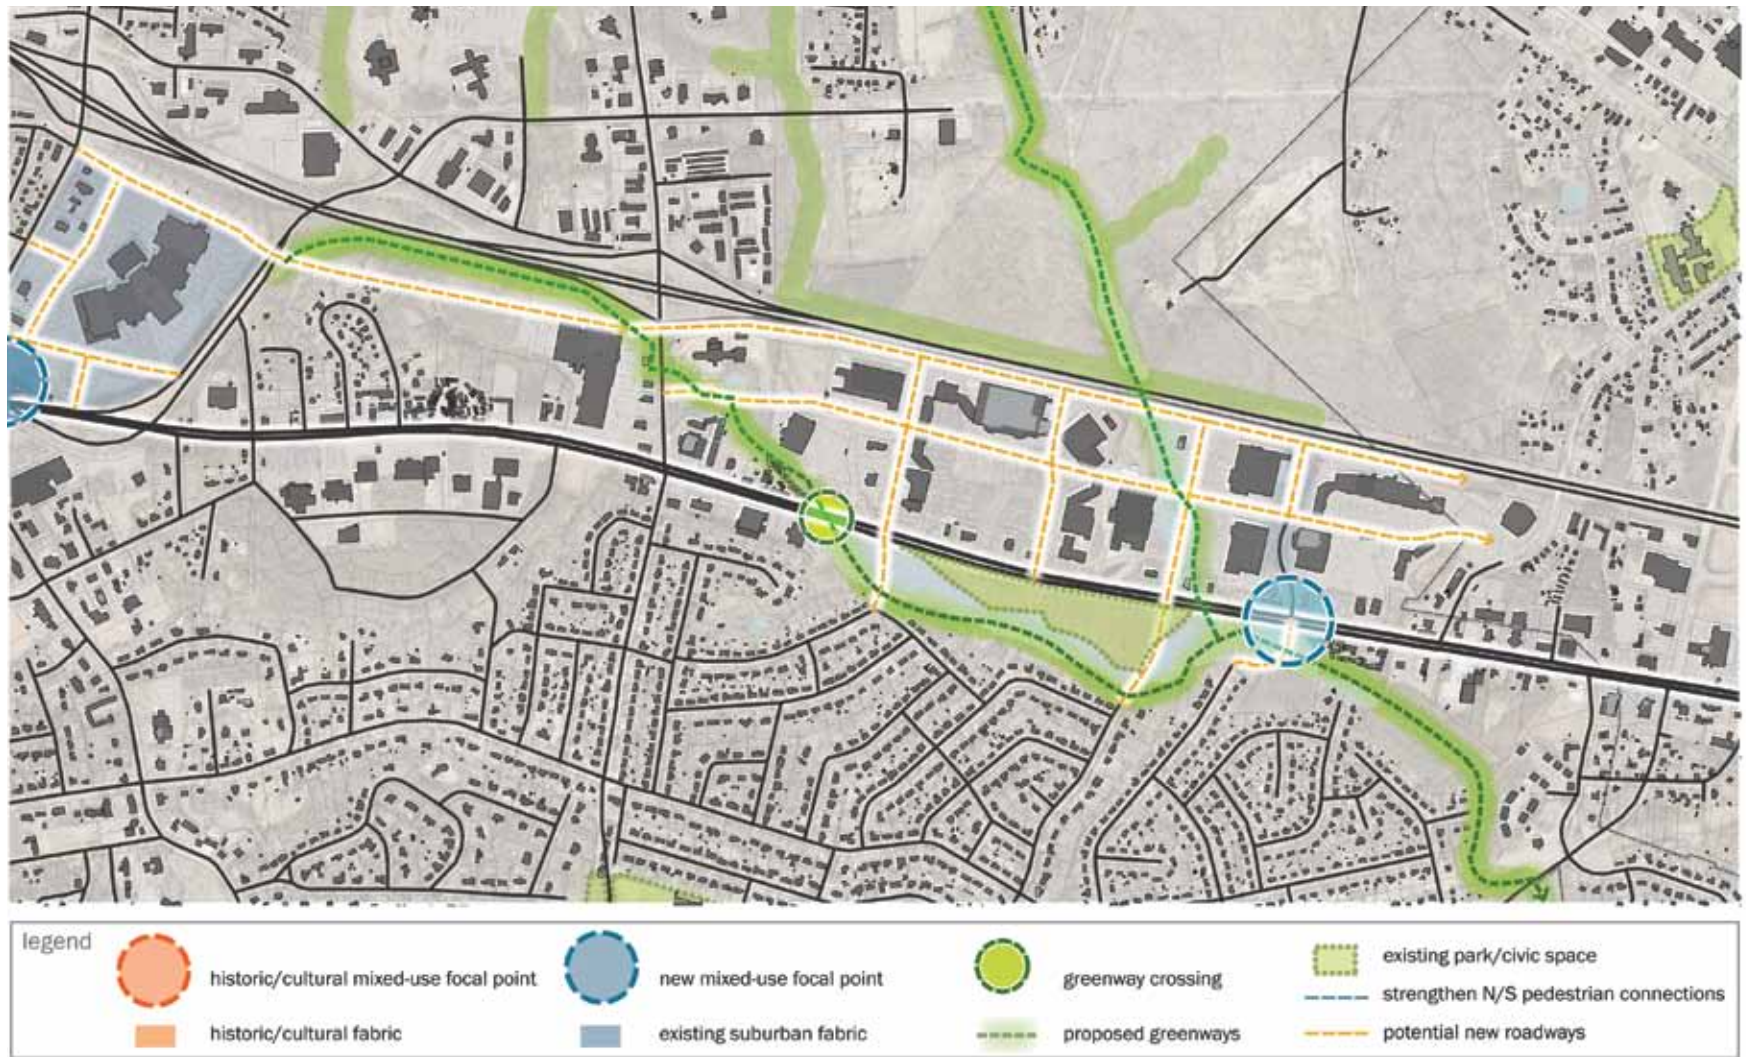 legend
historic/cultural mixed-use focal point
new mixed-use focal point
greenway crossing
existing park/civic space
strengthen N/S pedestrian connections
historic/cultural fabric
existing suburban fabric
proposed greenways
potential new roadways